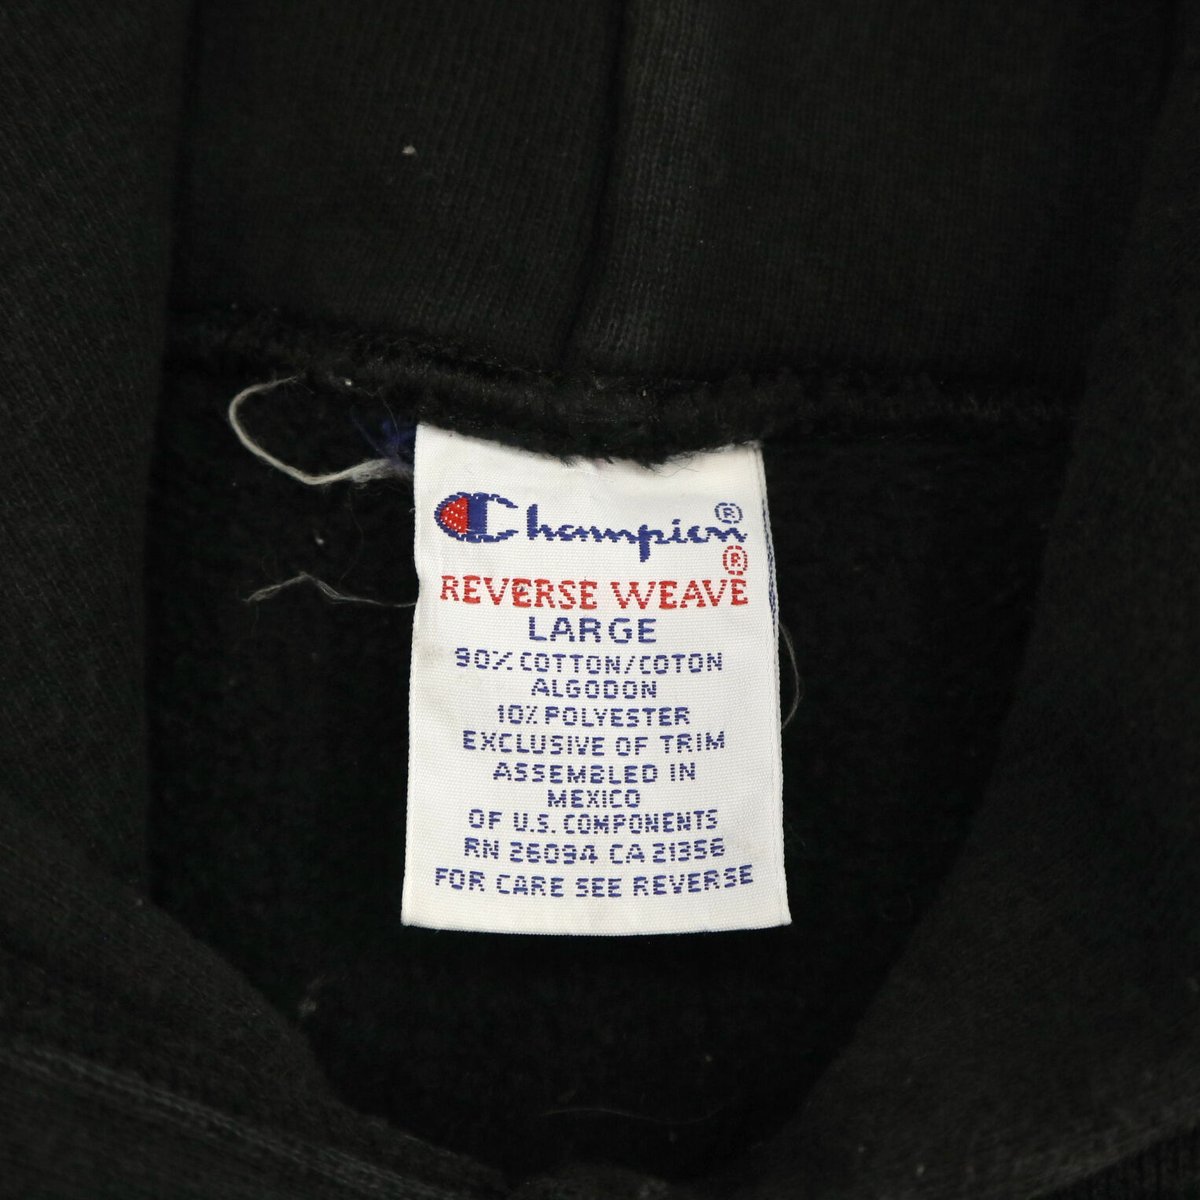 Champion®
®
REVERSE WEAVE
LARGE
90% COTTON/COTON
ALGODON
10% POLYESTER
EXCLUSIVE OF TRIM
ASSEMBLED IN
MEXICO
OF U.S. COMPONENTS
RN 26094 CA 21356
FOR CARE SEE REVERSE